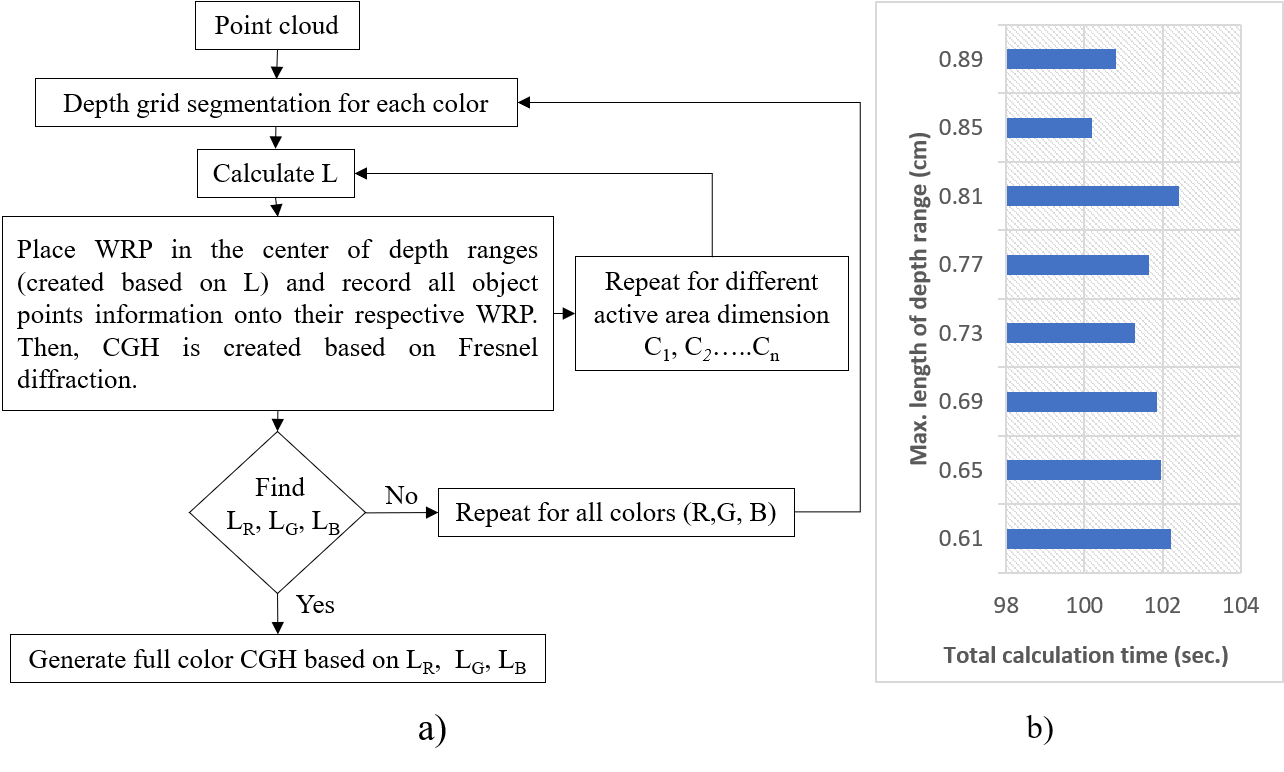 Point cloud
Depth grid segmentation for each color
Calculate L
Place WRP in the center of depth ranges
(created based on L) and record all object
points information onto their respective WRP.
Then, CGH is created based on Fresnel
diffraction.
Repeat for different
active area dimension
C1, C2…..Cn
Find
LR, LG, LB
No
Repeat for all colors (R,G, B)
Yes
Generate full color CGH based on LR, LG, LB
a)
Max. length of depth range (cm)
0.89
0.85
0.81
0.77
0.73
0.69
0.65
0.61
98 100 102 104
Total calculation time (sec.)
b)